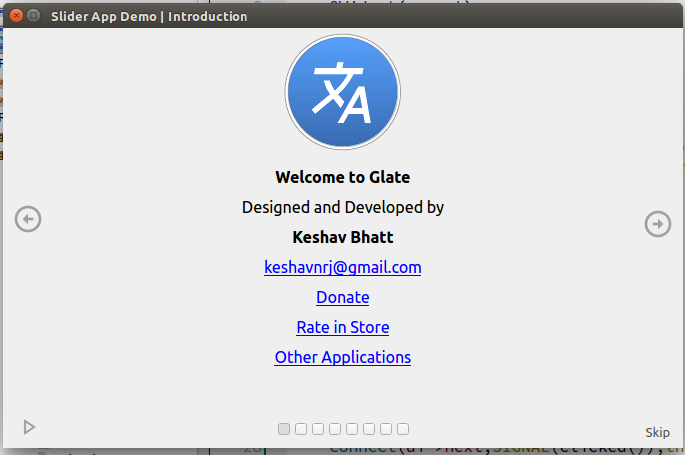 Slider App Demo | Introduction
文A
Welcome to Glate
Designed and Developed by
Keshav Bhatt
keshavnrj@gmail.com
Donate
Rate in Store
Other Applications
Skip